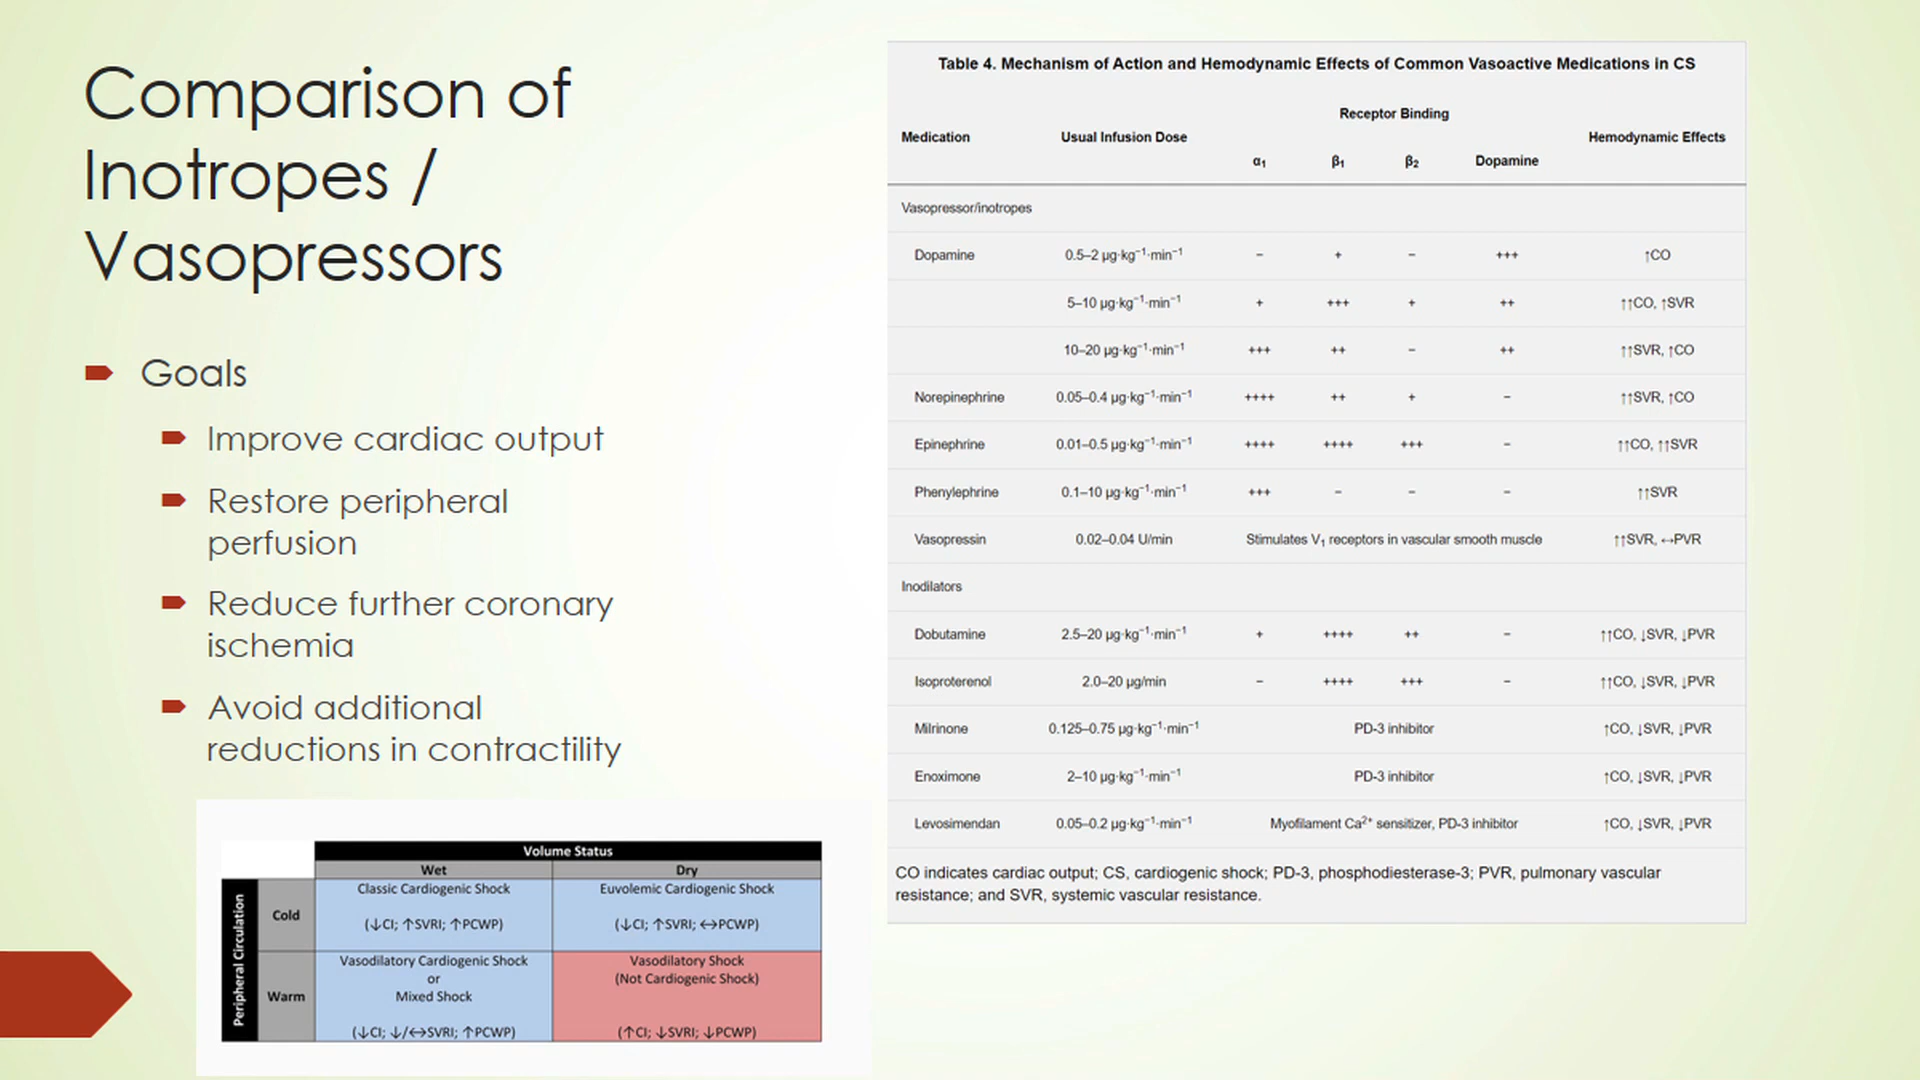 Comparison of
Inotropes /
Vasopressors
Goals
Improve cardiac output
Restore peripheral
perfusion
Reduce further coronary
ischemia
Avoid additional
reductions in contractility
Volume Status
Wet Dry
Peripheral Circulation
Cold
Classic Cardiogenic Shock
(↓CI; ↑SVRI; ↑PCWP)
Euvolemic Cardiogenic Shock
(↓CI; ↑SVRI; ↔PCWP)
Warm
Vasodilatory Cardiogenic Shock
or
Mixed Shock
(↓CI; ↓/↔SVRI; ↑PCWP)
Vasodilatory Shock
(Not Cardiogenic Shock)
(↑CI; ↓SVRI; ↓PCWP)
Table 4. Mechanism of Action and Hemodynamic Effects of Common Vasoactive Medications in CS
Receptor Binding
Medication Usual Infusion Dose Hemodynamic Effects
α₁ β₁ β₂ Dopamine
Vasopressor/inotropes
Dopamine 0.5–2 µg·kg⁻¹·min⁻¹ − + − +++ ↑CO
5–10 µg·kg⁻¹·min⁻¹ + +++ + ++ ↑↑CO, ↑SVR
10–20 µg·kg⁻¹·min⁻¹ +++ ++ − ++ ↑↑SVR, ↑CO
Norepinephrine 0.05–0.4 µg·kg⁻¹·min⁻¹ ++++ ++ + − ↑↑SVR, ↑CO
Epinephrine 0.01–0.5 µg·kg⁻¹·min⁻¹ ++++ ++++ +++ − ↑↑CO, ↑↑SVR
Phenylephrine 0.1–10 µg·kg⁻¹·min⁻¹ +++ − − − ↑↑SVR
Vasopressin 0.02–0.04 U/min Stimulates V₁ receptors in vascular smooth muscle ↑↑SVR, ↔PVR
Inodilators
Dobutamine 2.5–20 µg·kg⁻¹·min⁻¹ + ++++ ++ − ↑↑CO, ↓SVR, ↓PVR
Isoproterenol 2.0–20 µg/min − ++++ +++ − ↑↑CO, ↓SVR, ↓PVR
Milrinone 0.125–0.75 µg·kg⁻¹·min⁻¹ PD-3 inhibitor ↑CO, ↓SVR, ↓PVR
Enoximone 2–10 µg·kg⁻¹·min⁻¹ PD-3 inhibitor ↑CO, ↓SVR, ↓PVR
Levosimendan 0.05–0.2 µg·kg⁻¹·min⁻¹ Myofilament Ca²⁺ sensitizer, PD-3 inhibitor ↑CO, ↓SVR, ↓PVR
CO indicates cardiac output; CS, cardiogenic shock; PD-3, phosphodiesterase-3; PVR, pulmonary vascular
resistance; and SVR, systemic vascular resistance.